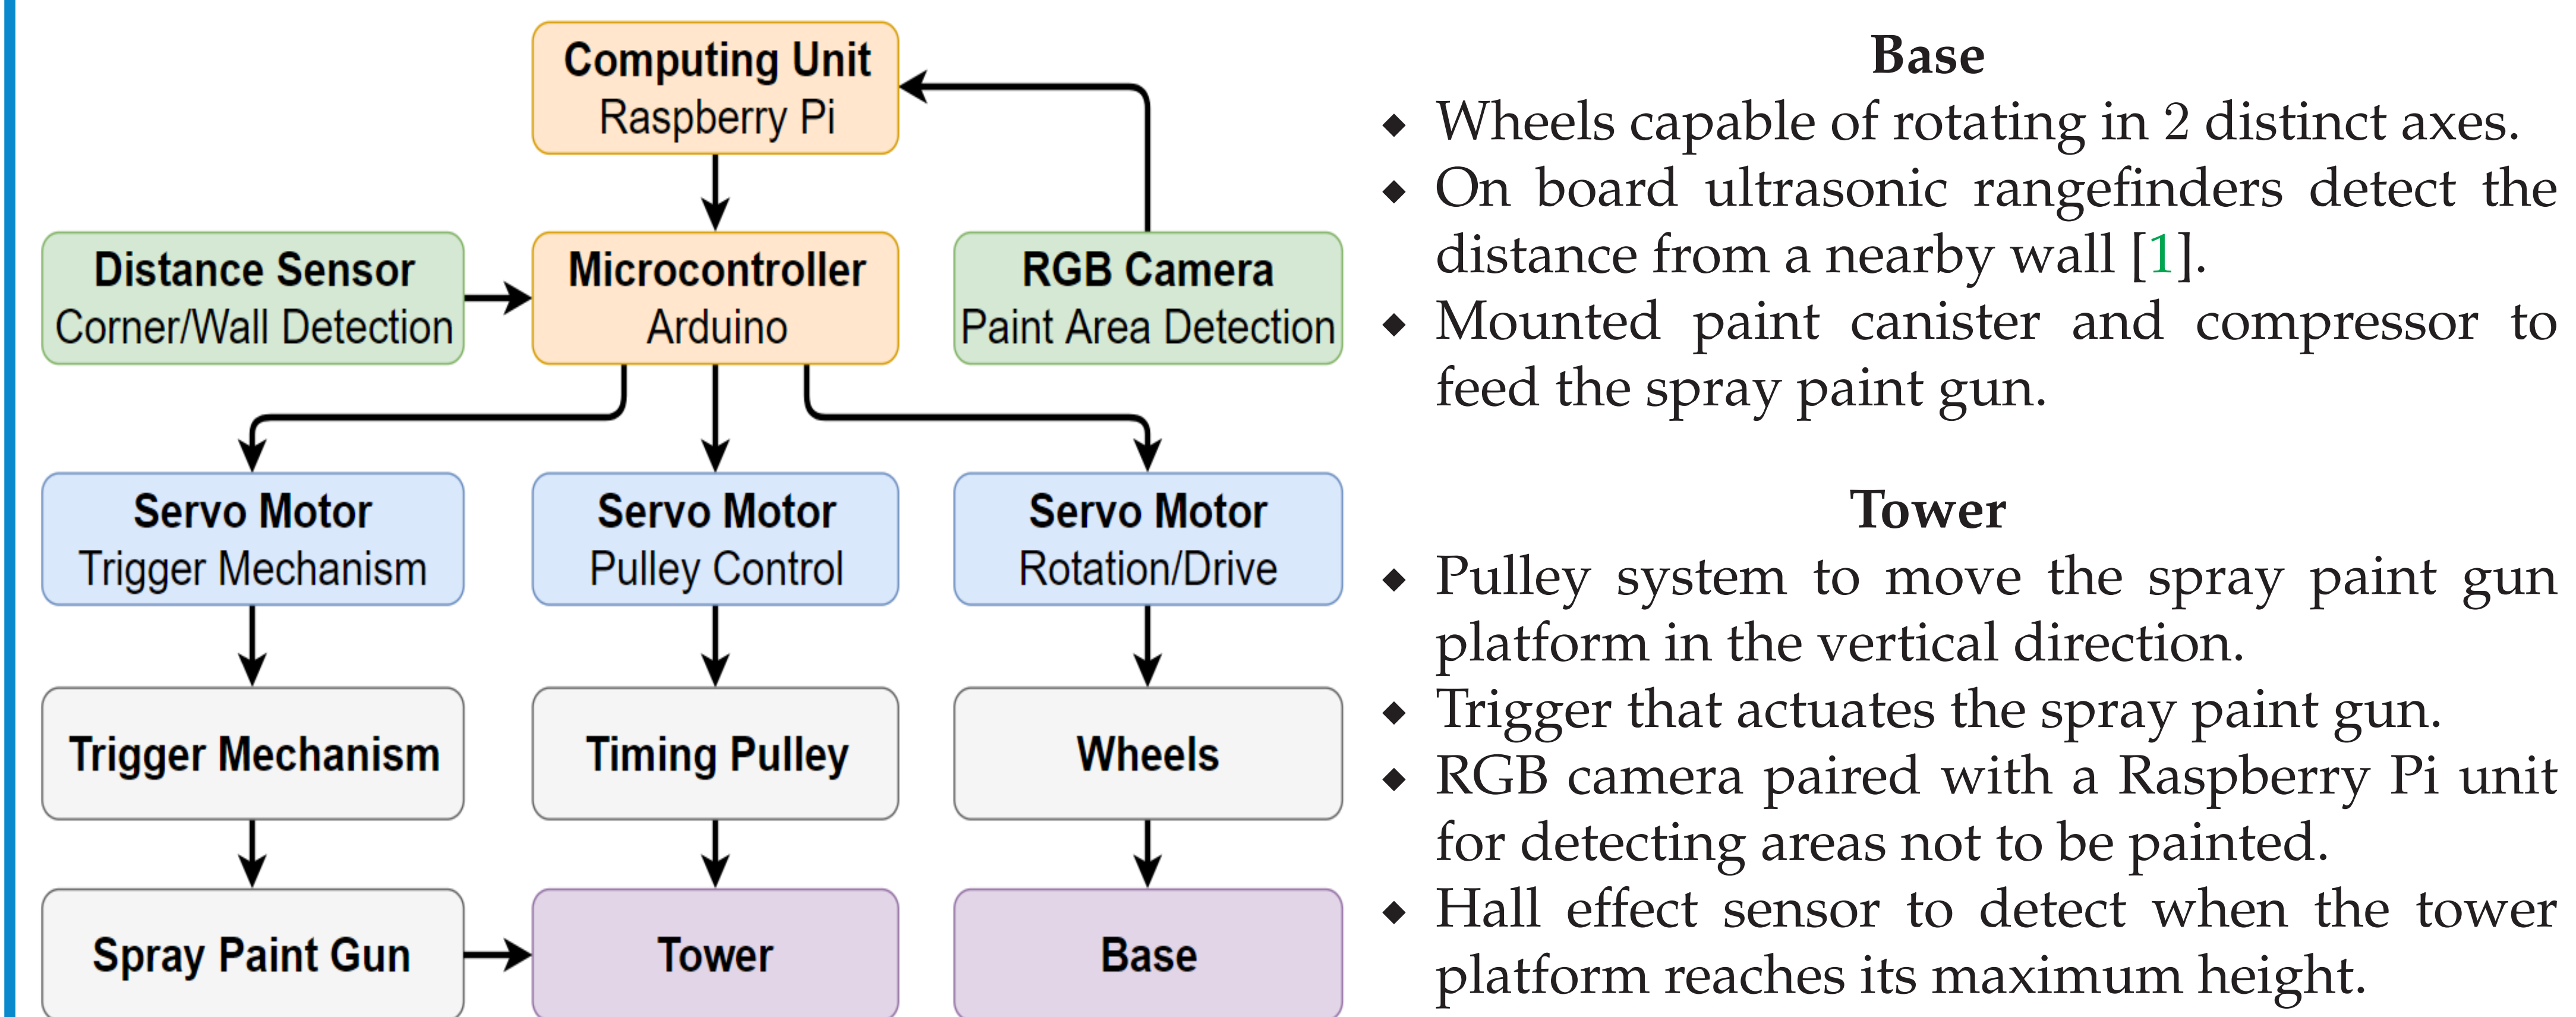 Computing Unit
Raspberry Pi
Distance Sensor
Corner/Wall Detection
Microcontroller
Arduino
RGB Camera
Paint Area Detection
Servo Motor
Trigger Mechanism
Servo Motor
Pulley Control
Servo Motor
Rotation/Drive
Trigger Mechanism
Timing Pulley
Wheels
Spray Paint Gun
Tower
Base
Base
◆ Wheels capable of rotating in 2 distinct axes.
◆ On board ultrasonic rangefinders detect the
distance from a nearby wall [1].
◆ Mounted paint canister and compressor to
feed the spray paint gun.
Tower
◆ Pulley system to move the spray paint gun
platform in the vertical direction.
◆ Trigger that actuates the spray paint gun.
◆ RGB camera paired with a Raspberry Pi unit
for detecting areas not to be painted.
◆ Hall effect sensor to detect when the tower
platform reaches its maximum height.